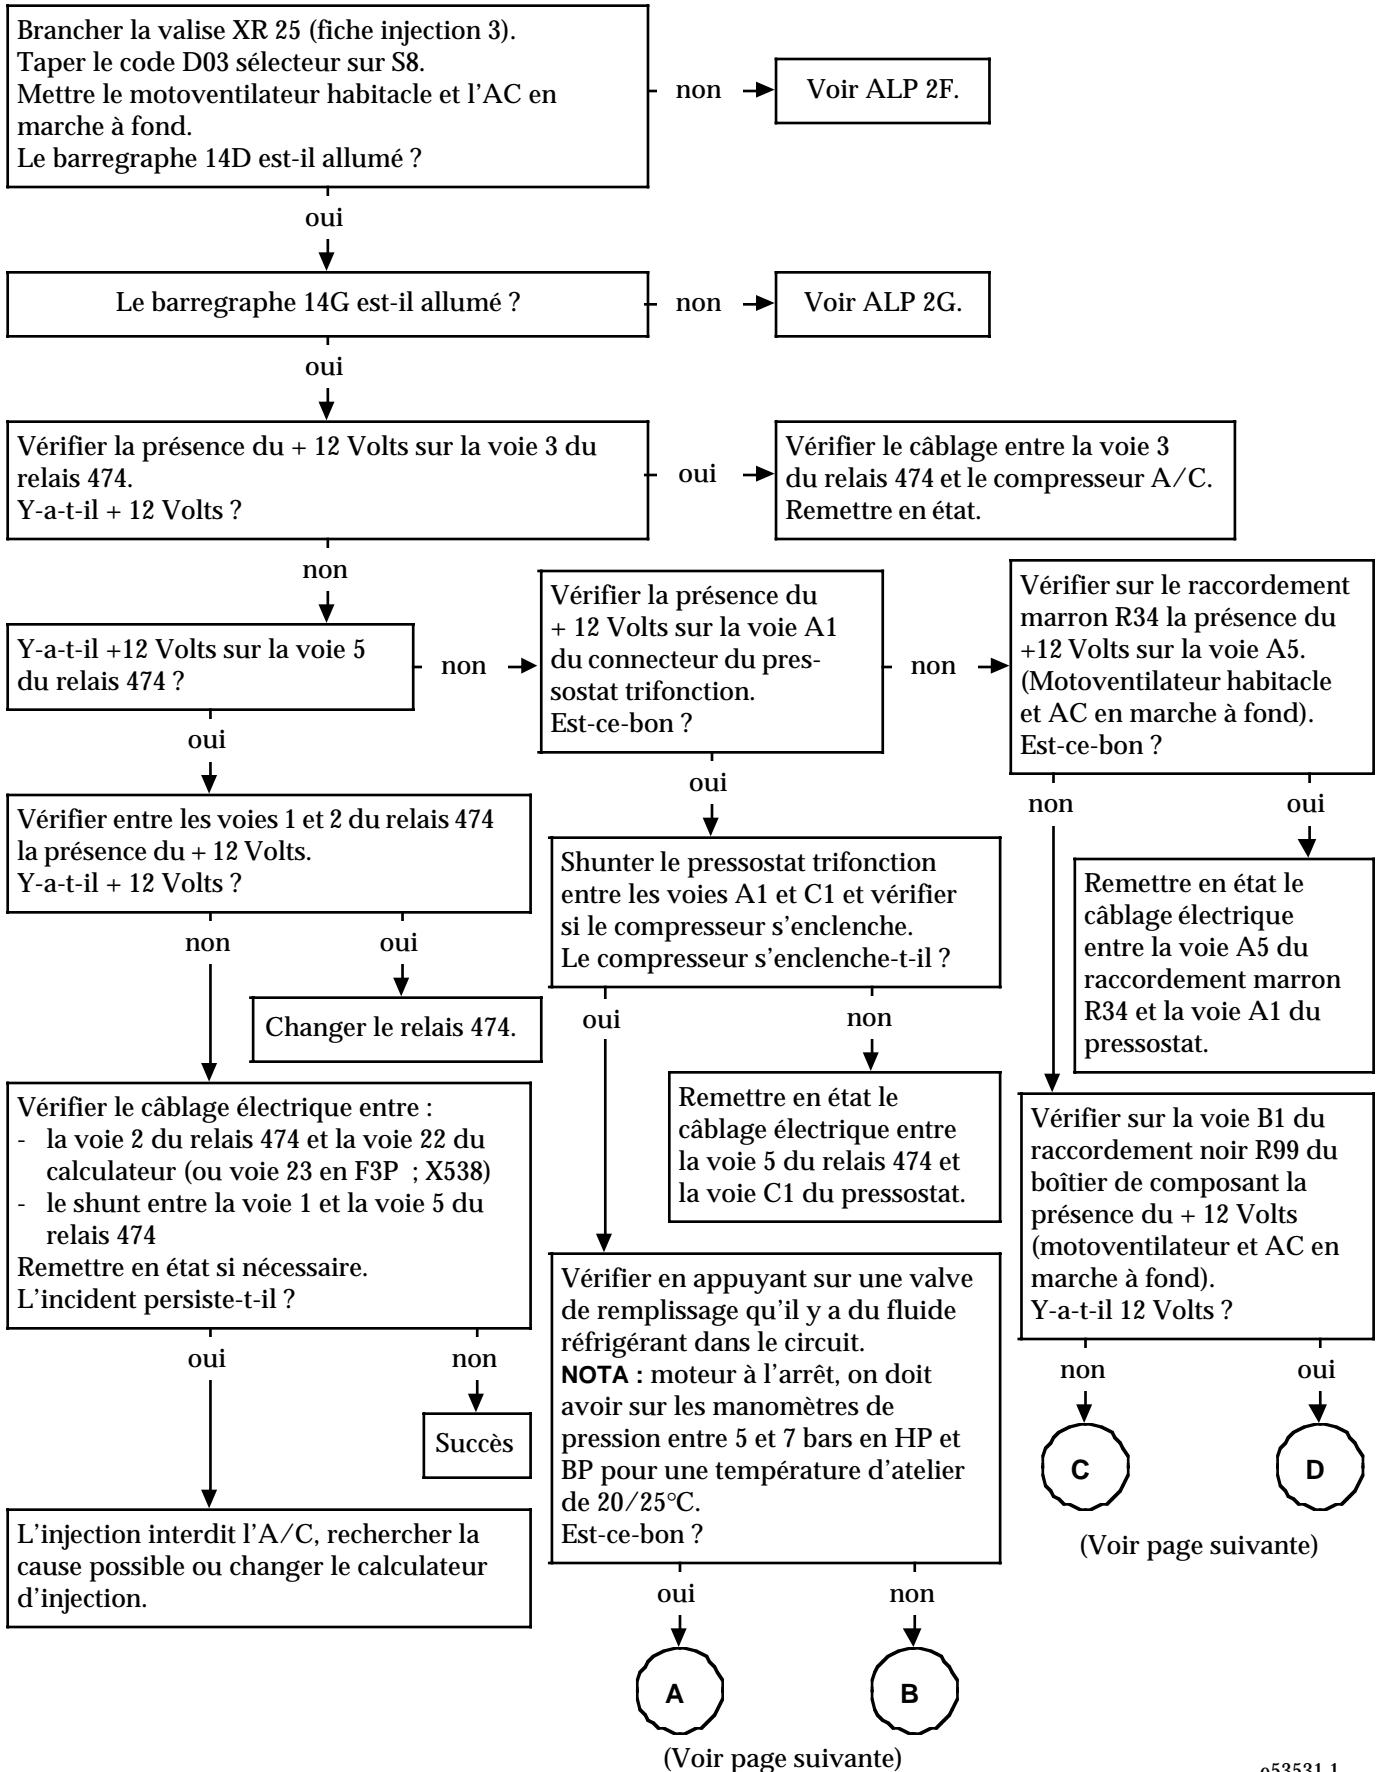 Brancher la valise XR 25 (fiche injection 3).
Taper le code D03 sélecteur sur S8.
Mettre le motoventilateur habitacle et l'AC en
marche à fond.
Le barregraphe 14D est-il allumé ?
non
Voir ALP 2F.
oui
Le barregraphe 14G est-il allumé ?
non
Voir ALP 2G.
oui
Vérifier la présence du + 12 Volts sur la voie 3 du
relais 474.
Y-a-t-il + 12 Volts ?
oui
Vérifier le câblage entre la voie 3
du relais 474 et le compresseur A/C.
Remettre en état.
non
Y-a-t-il +12 Volts sur la voie 5
du relais 474 ?
non
Vérifier la présence du
+ 12 Volts sur la voie A1
du connecteur du pres-
sostat trifonction.
Est-ce-bon ?
non
Vérifier sur le raccordement
marron R34 la présence du
+12 Volts sur la voie A5.
(Motoventilateur habitacle
et AC en marche à fond).
Est-ce-bon ?
oui
Vérifier entre les voies 1 et 2 du relais 474
la présence du + 12 Volts.
Y-a-t-il + 12 Volts ?
oui
Shunter le pressostat trifonction
entre les voies A1 et C1 et vérifier
si le compresseur s'enclenche.
Le compresseur s'enclenche-t-il ?
non
oui
Remettre en état le
câblage électrique
entre la voie A5 du
raccordement marron
R34 et la voie A1 du
pressostat.
non
oui
Changer le relais 474.
oui
non
Remettre en état le
câblage électrique entre
la voie 5 du relais 474 et
la voie C1 du pressostat.
Vérifier le câblage électrique entre :
- la voie 2 du relais 474 et la voie 22 du
calculateur (ou voie 23 en F3P ; X538)
- le shunt entre la voie 1 et la voie 5 du
relais 474
Remettre en état si nécessaire.
L'incident persiste-t-il ?
Vérifier sur la voie B1 du
raccordement noir R99 du
boîtier de composant la
présence du + 12 Volts
(motoventilateur et AC en
marche à fond).
Y-a-t-il 12 Volts ?
Vérifier en appuyant sur une valve
de remplissage qu'il y a du fluide
réfrigérant dans le circuit.
NOTA : moteur à l'arrêt, on doit
avoir sur les manomètres de
pression entre 5 et 7 bars en HP et
BP pour une température d'atelier
de 20/25°C.
Est-ce-bon ?
oui
non
Succès
non
oui
C
D
(Voir page suivante)
L'injection interdit l'A/C, rechercher la
cause possible ou changer le calculateur
d'injection.
oui
non
A
B
(Voir page suivante)